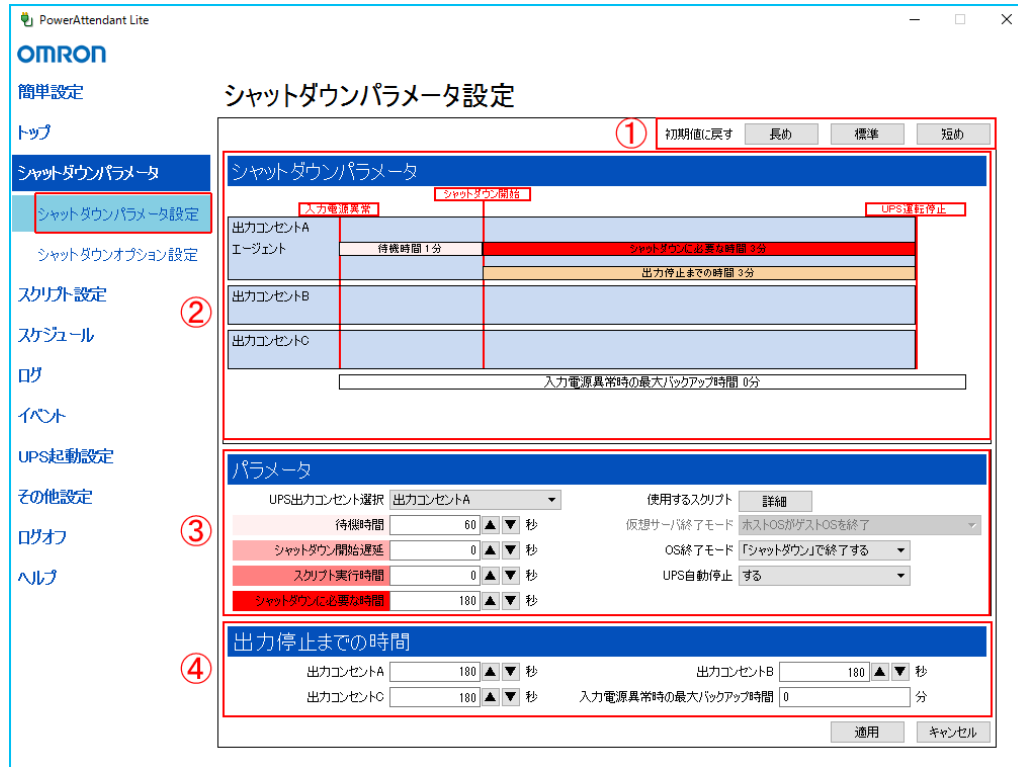 PowerAttendant Lite
OMRON
簡単設定
トップ
シャットダウンパラメータ
シャットダウンパラメータ設定
シャットダウンオプション設定
スクリプト設定
スケジュール
ログ
イベント
UPS起動設定
その他設定
ログオフ
ヘルプ
シャットダウンパラメータ設定
① 初期値に戻す 長め 標準 短め
②
シャットダウンパラメータ
シャットダウン開始
入力電源異常 UPS運転停止
出力コンセントA
エージェント 待機時間 1分 シャットダウンに必要な時間 3分
出力停止までの時間 3分
出力コンセントB
出力コンセントC
入力電源異常時の最大バックアップ時間 0分
③
パラメータ
UPS出力コンセント選択 出力コンセントA 使用するスクリプト 詳細
待機時間 60 秒 仮想サーバ終了モード ホストOSがゲストOSを終了
シャットダウン開始遅延 0 秒 OS終了モード 「シャットダウン」で終了する
スクリプト実行時間 0 秒 UPS自動停止 する
シャットダウンに必要な時間 180 秒
④
出力停止までの時間
出力コンセントA 180 秒 出力コンセントB 180 秒
出力コンセントC 180 秒 入力電源異常時の最大バックアップ時間 0 分
適用 キャンセル